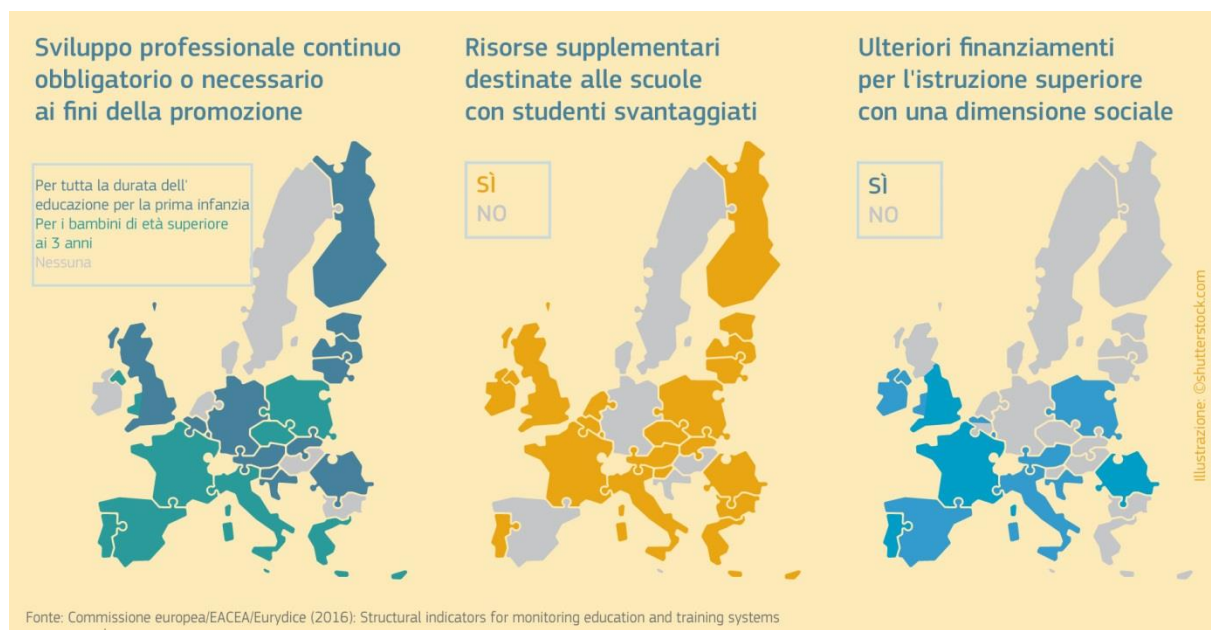 Sviluppo professionale continuo
obbligatorio o necessario
ai fini della promozione
Per tutta la durata dell'
educazione per la prima infanzia
Per i bambini di età superiore
ai 3 anni
Nessuna
Risorse supplementari
destinate alle scuole
con studenti svantaggiati
SÌ
NO
Ulteriori finanziamenti
per l'istruzione superiore
con una dimensione sociale
SÌ
NO
Illustrazione: ©shutterstock.com
Fonte: Commissione europea/EACEA/Eurydice (2016): Structural indicators for monitoring education and training systems